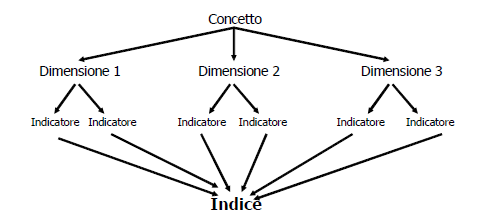 Concetto
Dimensione 1 Dimensione 2 Dimensione 3
Indicatore Indicatore Indicatore Indicatore Indicatore Indicatore
Indice